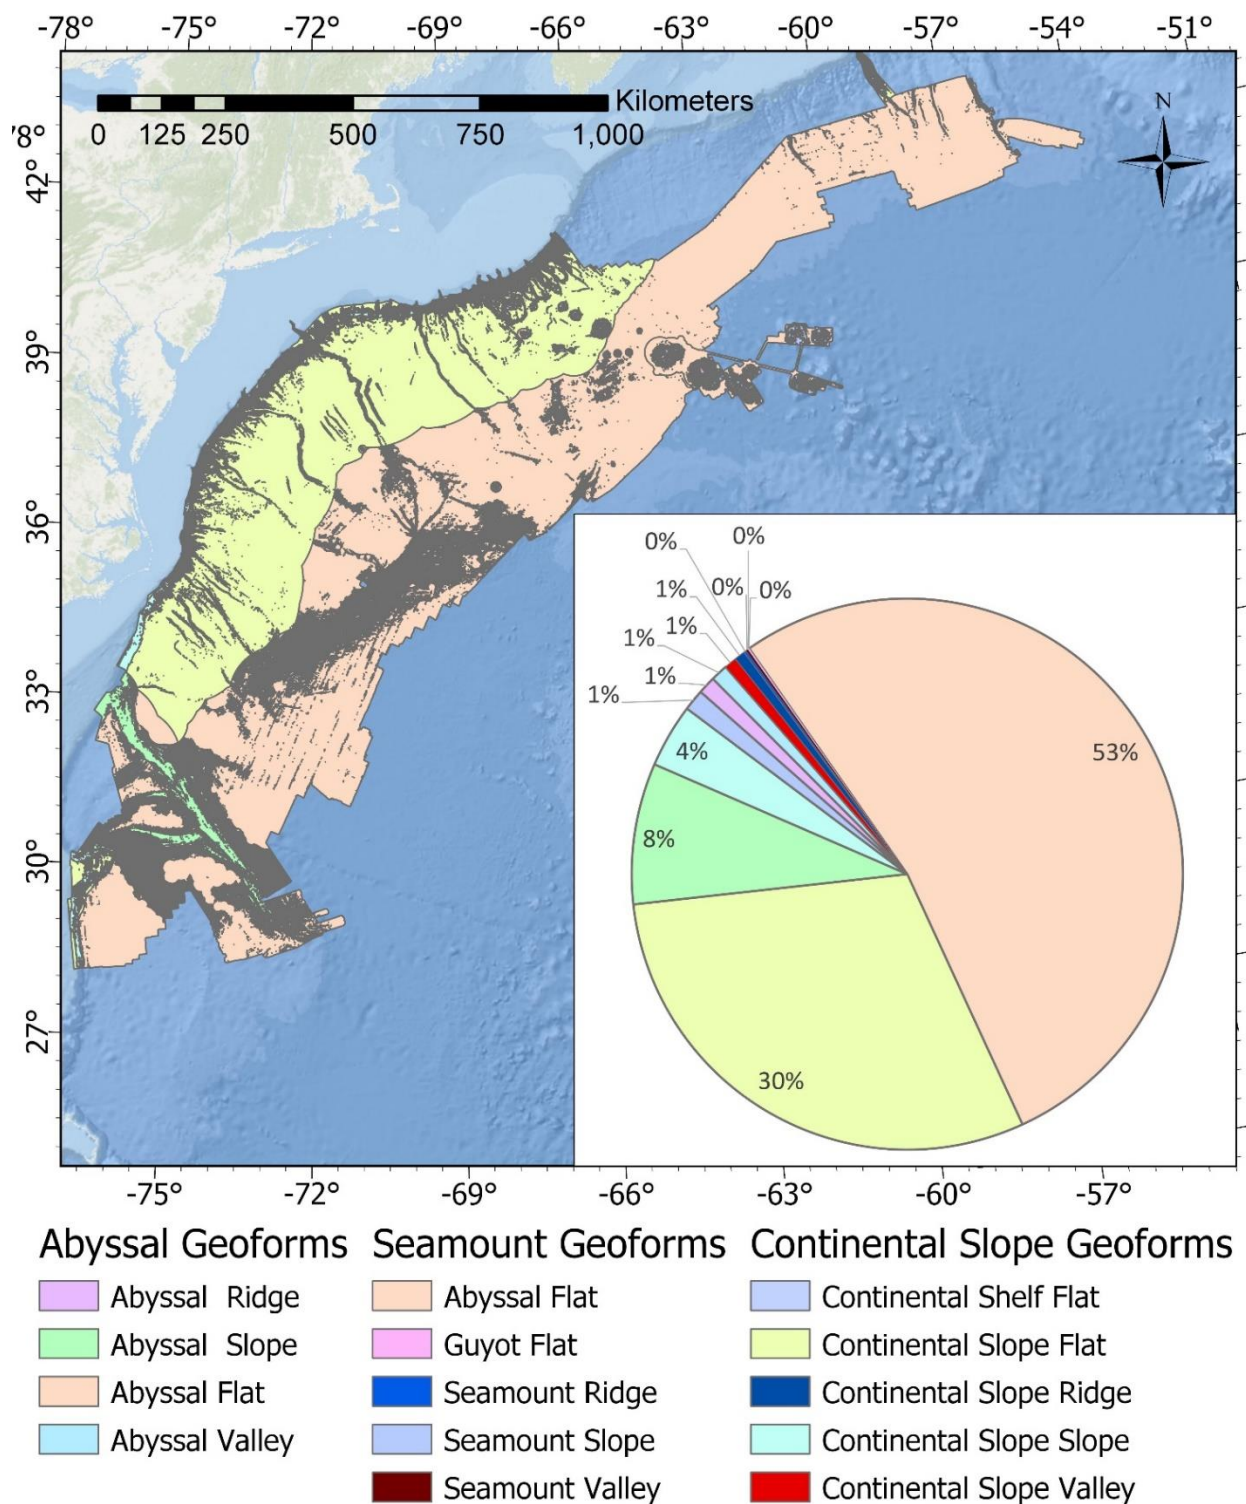 -78° -75° -72° -69° -66° -63° -60° -57° -54° -51°
Kilometers
0 125 250 500 750 1,000
N
8°
42°
39°
36°
33°
30°
27°
0% 0%
1% 0% 0%
1% 1%
1%
1%
4%
53%
8%
30%
-75° -72° -69° -66° -63° -60° -57°
Abyssal Geoforms Seamount Geoforms Continental Slope Geoforms
Abyssal Ridge Abyssal Flat Continental Shelf Flat
Abyssal Slope Guyot Flat Continental Slope Flat
Abyssal Flat Seamount Ridge Continental Slope Ridge
Abyssal Valley Seamount Slope Continental Slope Slope
Seamount Valley Continental Slope Valley